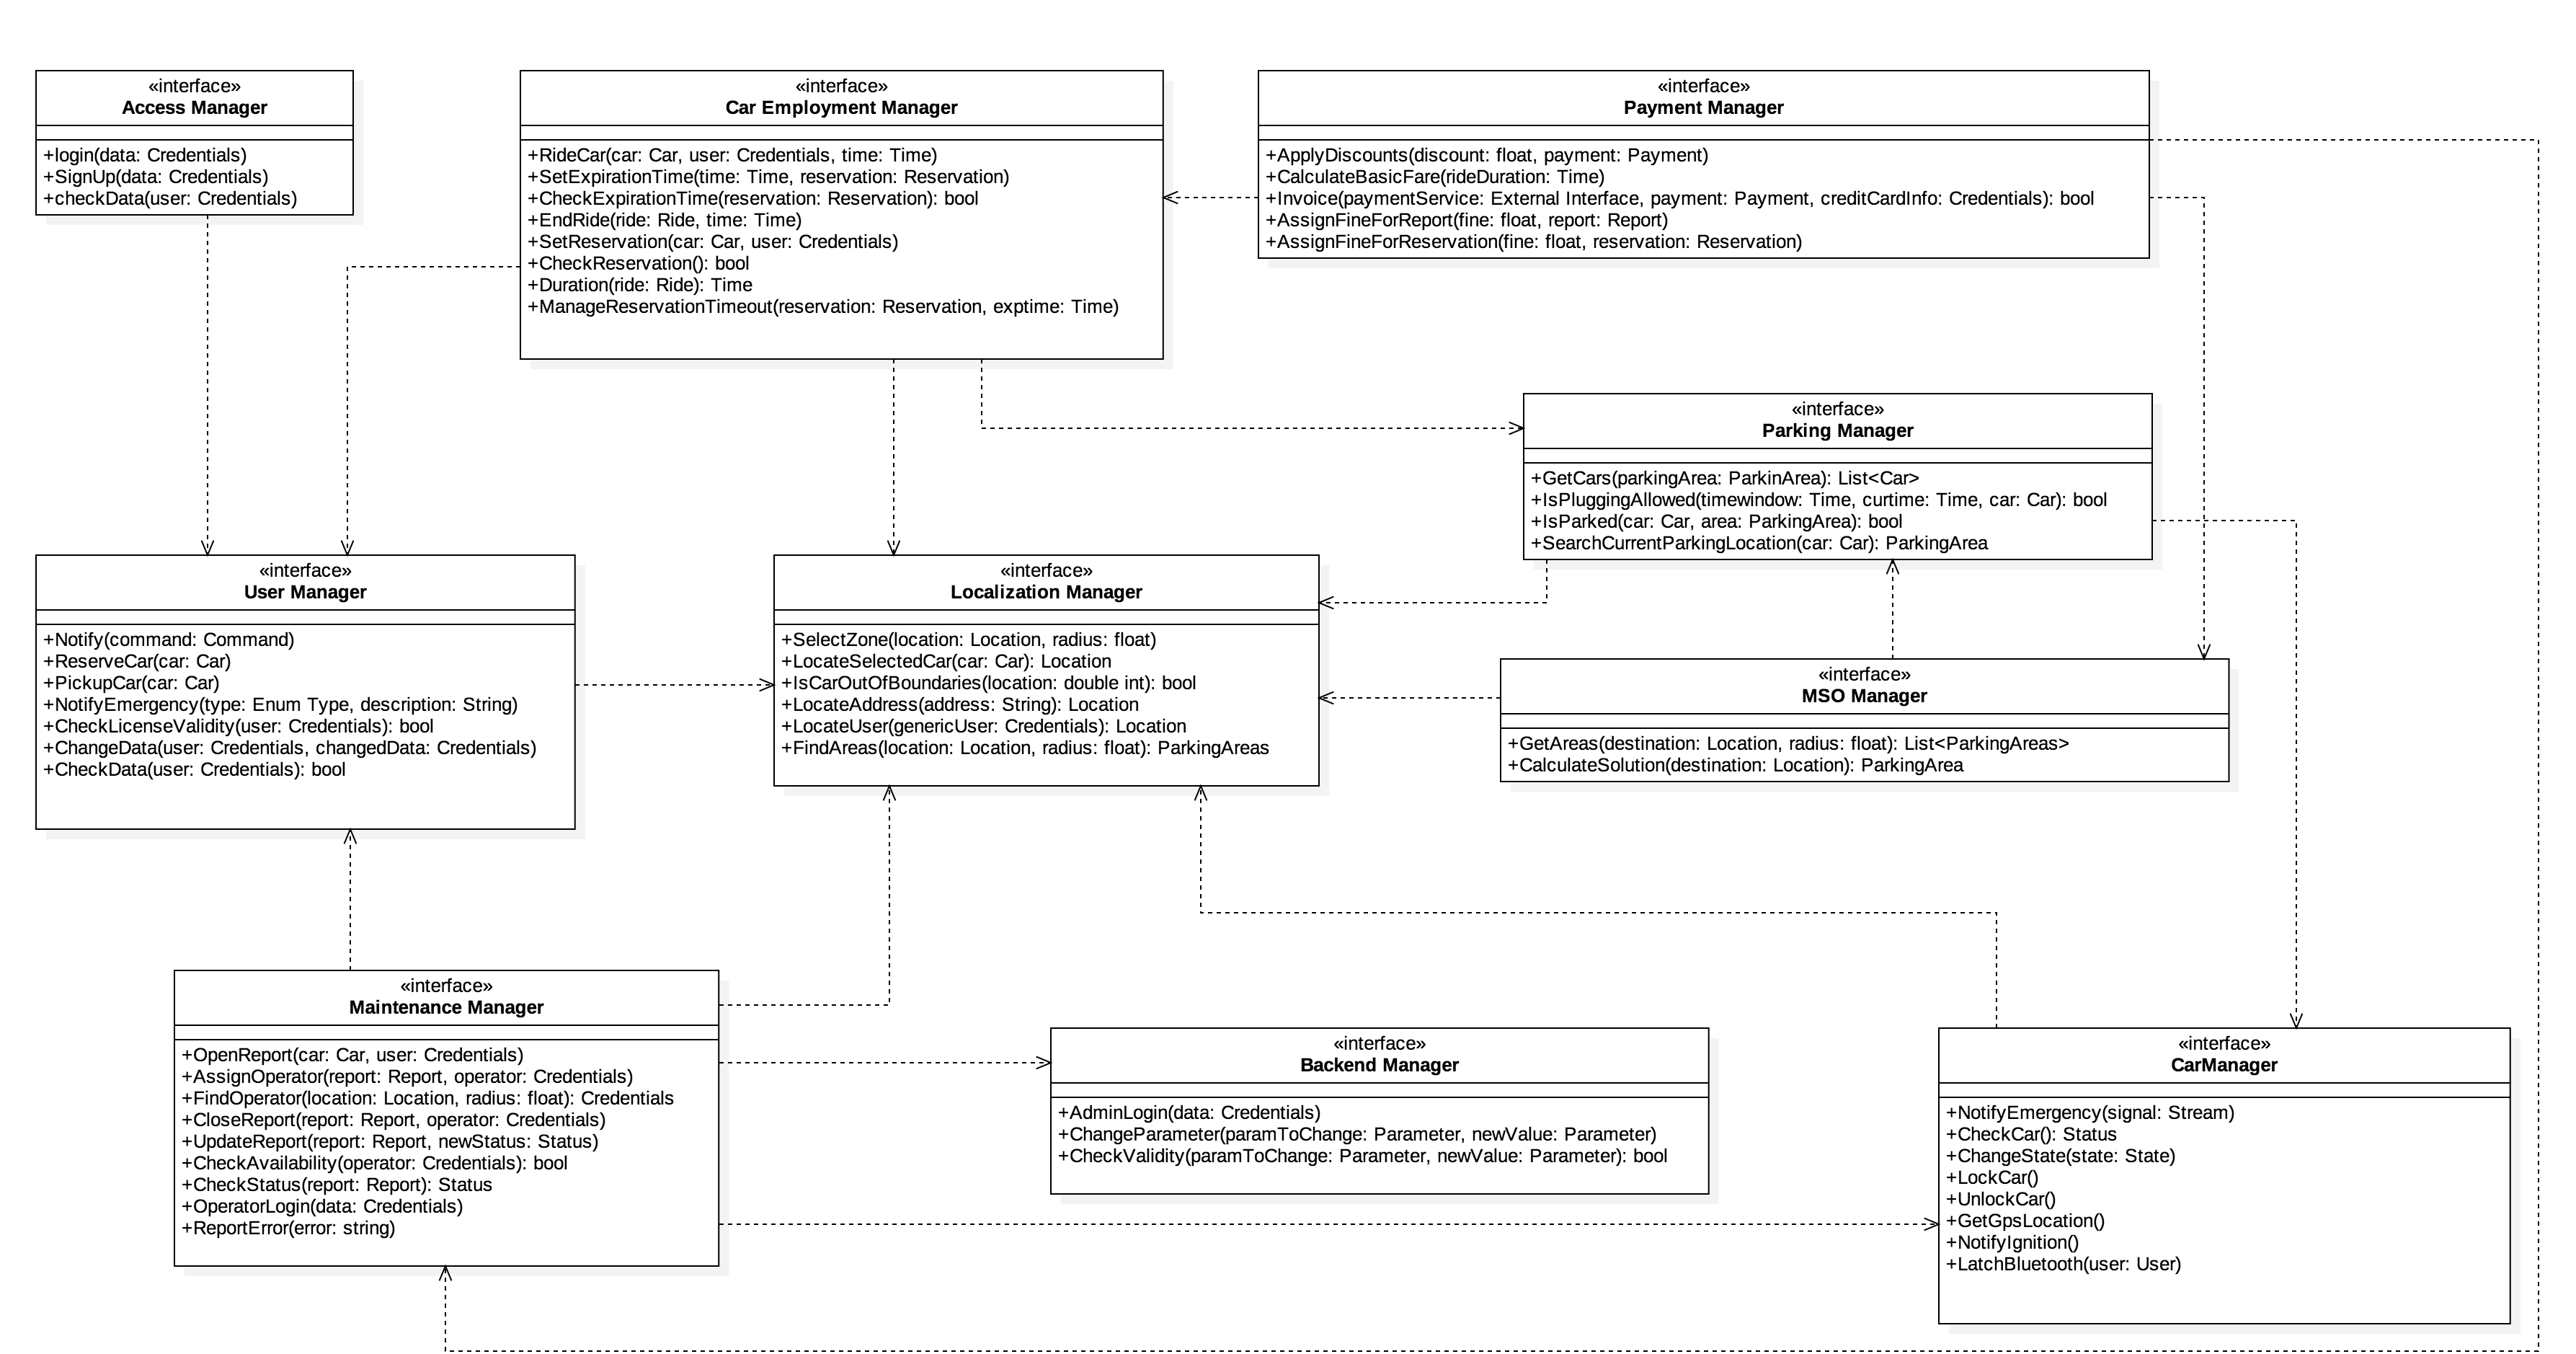 «interface»
Access Manager
+login(data: Credentials)
+SignUp(data: Credentials)
+checkData(user: Credentials)
«interface»
Car Employment Manager
+RideCar(car: Car, user: Credentials, time: Time)
+SetExpirationTime(time: Time, reservation: Reservation)
+CheckExpirationTime(reservation: Reservation): bool
+EndRide(ride: Ride, time: Time)
+SetReservation(car: Car, user: Credentials)
+CheckReservation(): bool
+Duration(ride: Ride): Time
+ManageReservationTimeout(reservation: Reservation, exptime: Time)
«interface»
Payment Manager
+ApplyDiscounts(discount: float, payment: Payment)
+CalculateBasicFare(rideDuration: Time)
+Invoice(paymentService: External Interface, payment: Payment, creditCardInfo: Credentials): bool
+AssignFineForReport(fine: float, report: Report)
+AssignFineForReservation(fine: float, reservation: Reservation)
«interface»
Parking Manager
+GetCars(parkingArea: ParkinArea): List<Car>
+IsPluggingAllowed(timewindow: Time, curtime: Time, car: Car): bool
+IsParked(car: Car, area: ParkingArea): bool
+SearchCurrentParkingLocation(car: Car): ParkingArea
«interface»
User Manager
+Notify(command: Command)
+ReserveCar(car: Car)
+PickupCar(car: Car)
+NotifyEmergency(type: Enum Type, description: String)
+CheckLicenseValidity(user: Credentials): bool
+ChangeData(user: Credentials, changedData: Credentials)
+CheckData(user: Credentials): bool
«interface»
Localization Manager
+SelectZone(location: Location, radius: float)
+LocateSelectedCar(car: Car): Location
+IsCarOutOfBoundaries(location: double int): bool
+LocateAddress(address: String): Location
+LocateUser(genericUser: Credentials): Location
+FindAreas(location: Location, radius: float): ParkingAreas
«interface»
MSO Manager
+GetAreas(destination: Location, radius: float): List<ParkingAreas>
+CalculateSolution(destination: Location): ParkingArea
«interface»
Maintenance Manager
+OpenReport(car: Car, user: Credentials)
+AssignOperator(report: Report, operator: Credentials)
+FindOperator(location: Location, radius: float): Credentials
+CloseReport(report: Report, operator: Credentials)
+UpdateReport(report: Report, newStatus: Status)
+CheckAvailability(operator: Credentials): bool
+CheckStatus(report: Report): Status
+OperatorLogin(data: Credentials)
+ReportError(error: string)
«interface»
Backend Manager
+AdminLogin(data: Credentials)
+ChangeParameter(paramToChange: Parameter, newValue: Parameter)
+CheckValidity(paramToChange: Parameter, newValue: Parameter): bool
«interface»
CarManager
+NotifyEmergency(signal: Stream)
+CheckCar(): Status
+ChangeState(state: State)
+LockCar()
+UnlockCar()
+GetGpsLocation()
+NotifyIgnition()
+LatchBluetooth(user: User)